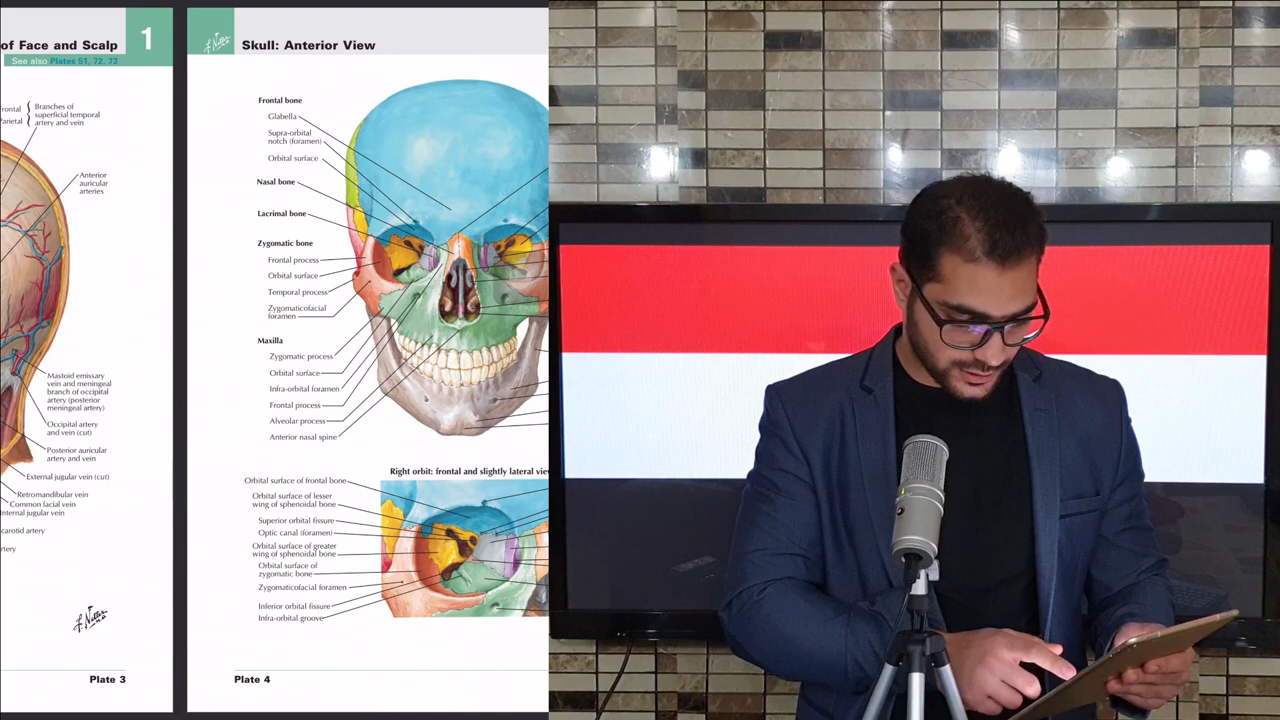 of Face and Scalp
1
See also Plates 51, 72, 73
Frontal
Parietal
Branches of
superficial temporal
artery and vein
Anterior
auricular
arteries
Mastoid emissary
vein and meningeal
branch of occipital
artery (posterior
meningeal artery)
Occipital artery
and vein (cut)
Posterior auricular
artery and vein
External jugular vein (cut)
Retromandibular vein
Common facial vein
Internal jugular vein
carotid artery
rtery
F. Netter
Plate 3
F. Netter
Skull: Anterior View
Frontal bone
Glabella
Supra-orbital
notch (foramen)
Orbital surface
Nasal bone
Lacrimal bone
Zygomatic bone
Frontal process
Orbital surface
Temporal process
Zygomaticofacial
foramen
Maxilla
Zygomatic process
Orbital surface
Infra-orbital foramen
Frontal process
Alveolar process
Anterior nasal spine
Right orbit: frontal and slightly lateral vie
Orbital surface of frontal bone
Orbital surface of lesser
wing of sphenoidal bone
Superior orbital fissure
Optic canal (foramen)
Orbital surface of greater
wing of sphenoidal bone
Orbital surface of
zygomatic bone
Zygomaticofacial foramen
Inferior orbital fissure
Infra-orbital groove
Plate 4